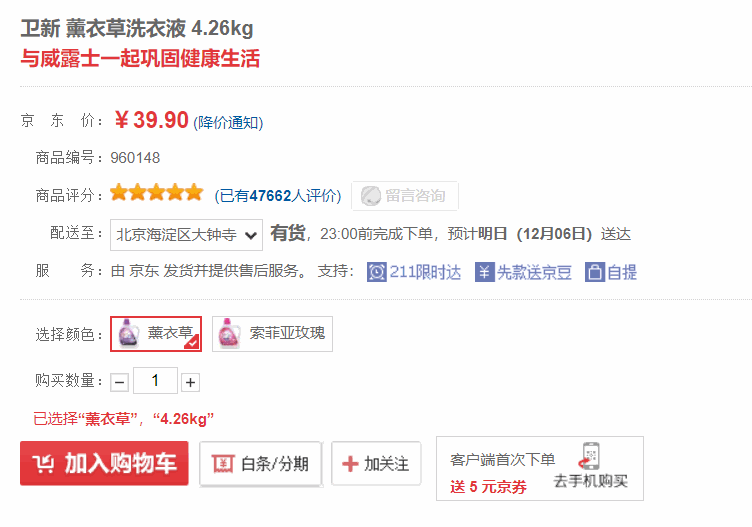 卫新 薰衣草洗衣液 4.26kg
与威露士一起巩固健康生活
京 东 价：￥39.90 (降价通知)
商品编号：960148
商品评分： (已有47662人评价) 留言咨询
配送至： 北京海淀区大钟寺 有货，23:00前完成下单，预计明日（12月06日）送达
服 务：由 京东 发货并提供售后服务。 支持： 211限时达 ¥ 先款送京豆 自提
选择颜色： 薰衣草 索菲亚玫瑰
购买数量： − 1 +
已选择“薰衣草”，“4.26kg”
加入购物车 ¥ 白条/分期 加关注
客户端首次下单
送 5 元京券 去手机购买